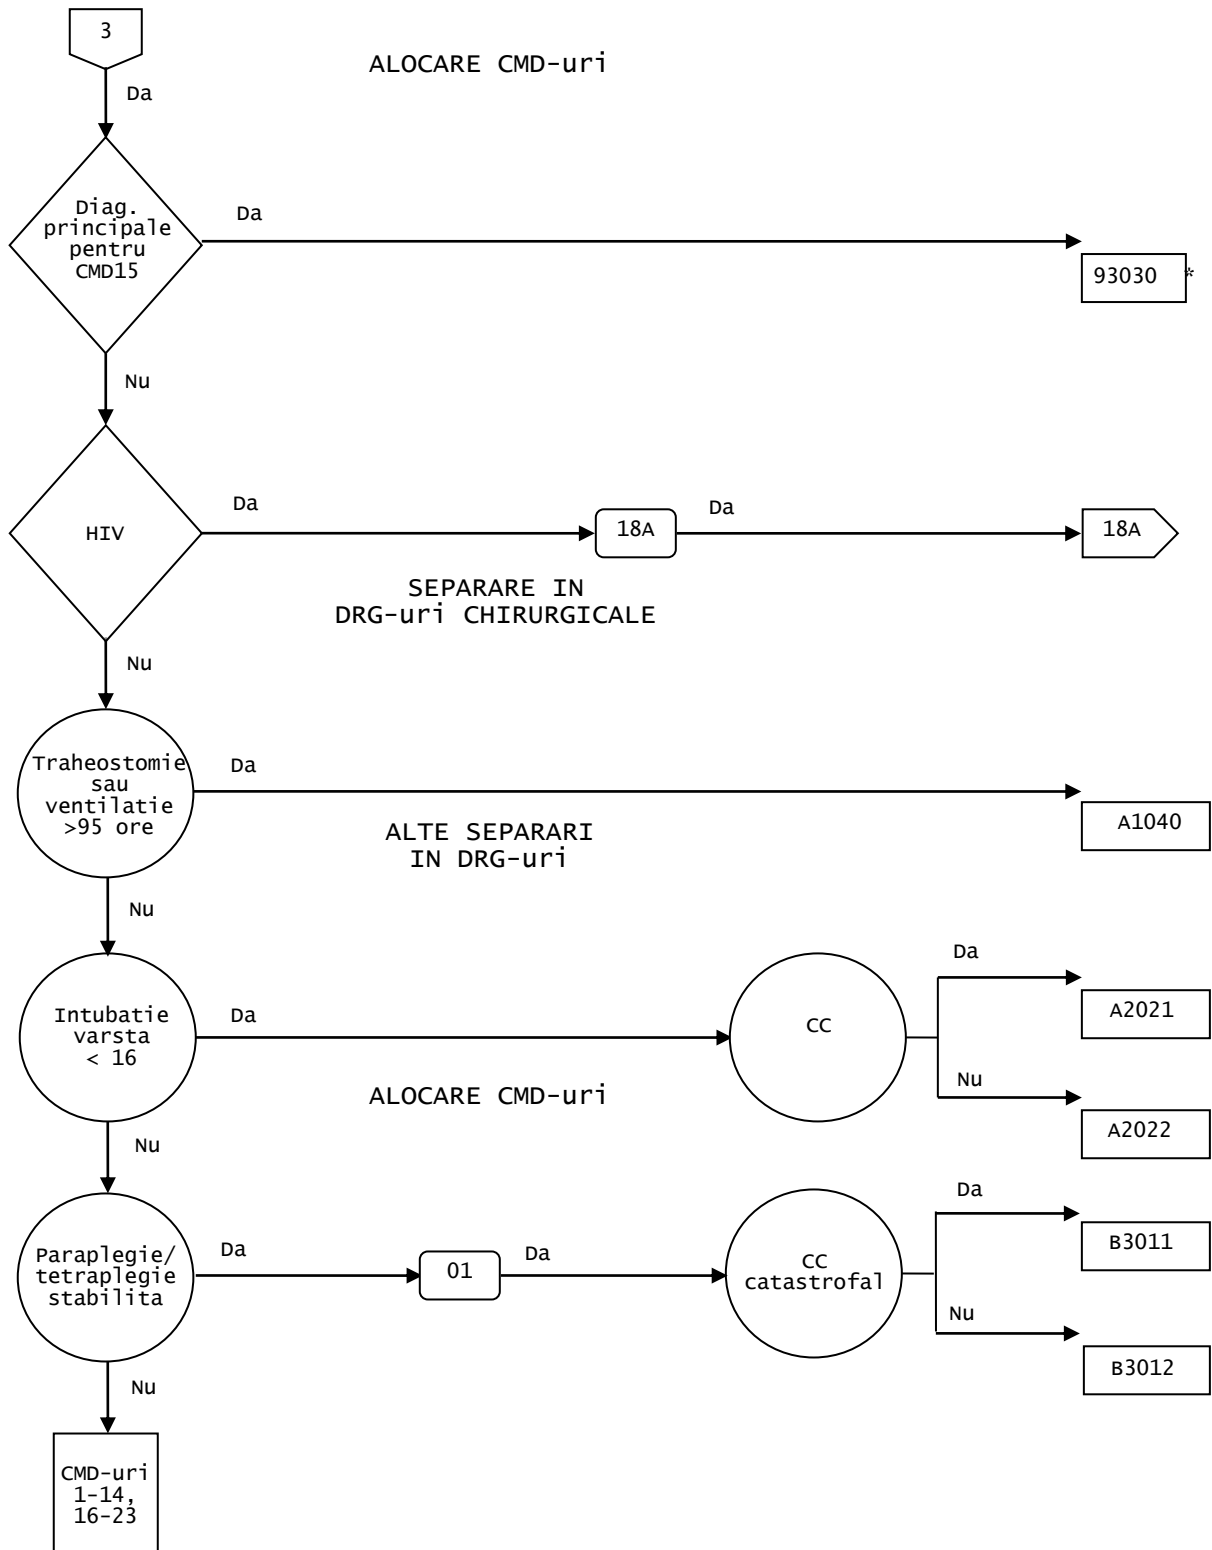 3
ALOCARE CMD-uri
Da
Diag.
principale
pentru
CMD15
Da
93030 *
Nu
HIV
Da
18A
Da
18A
SEPARARE IN
DRG-uri CHIRURGICALE
Nu
Traheostomie
sau
ventilatie
>95 ore
Da
A1040
ALTE SEPARARI
IN DRG-uri
Nu
Intubatie
varsta
< 16
Da
CC
Da
A2021
Nu
A2022
ALOCARE CMD-uri
Nu
Paraplegie/
tetraplegie
stabilita
Da
01
Da
CC
catastrofal
Da
B3011
Nu
B3012
Nu
CMD-uri
1-14,
16-23